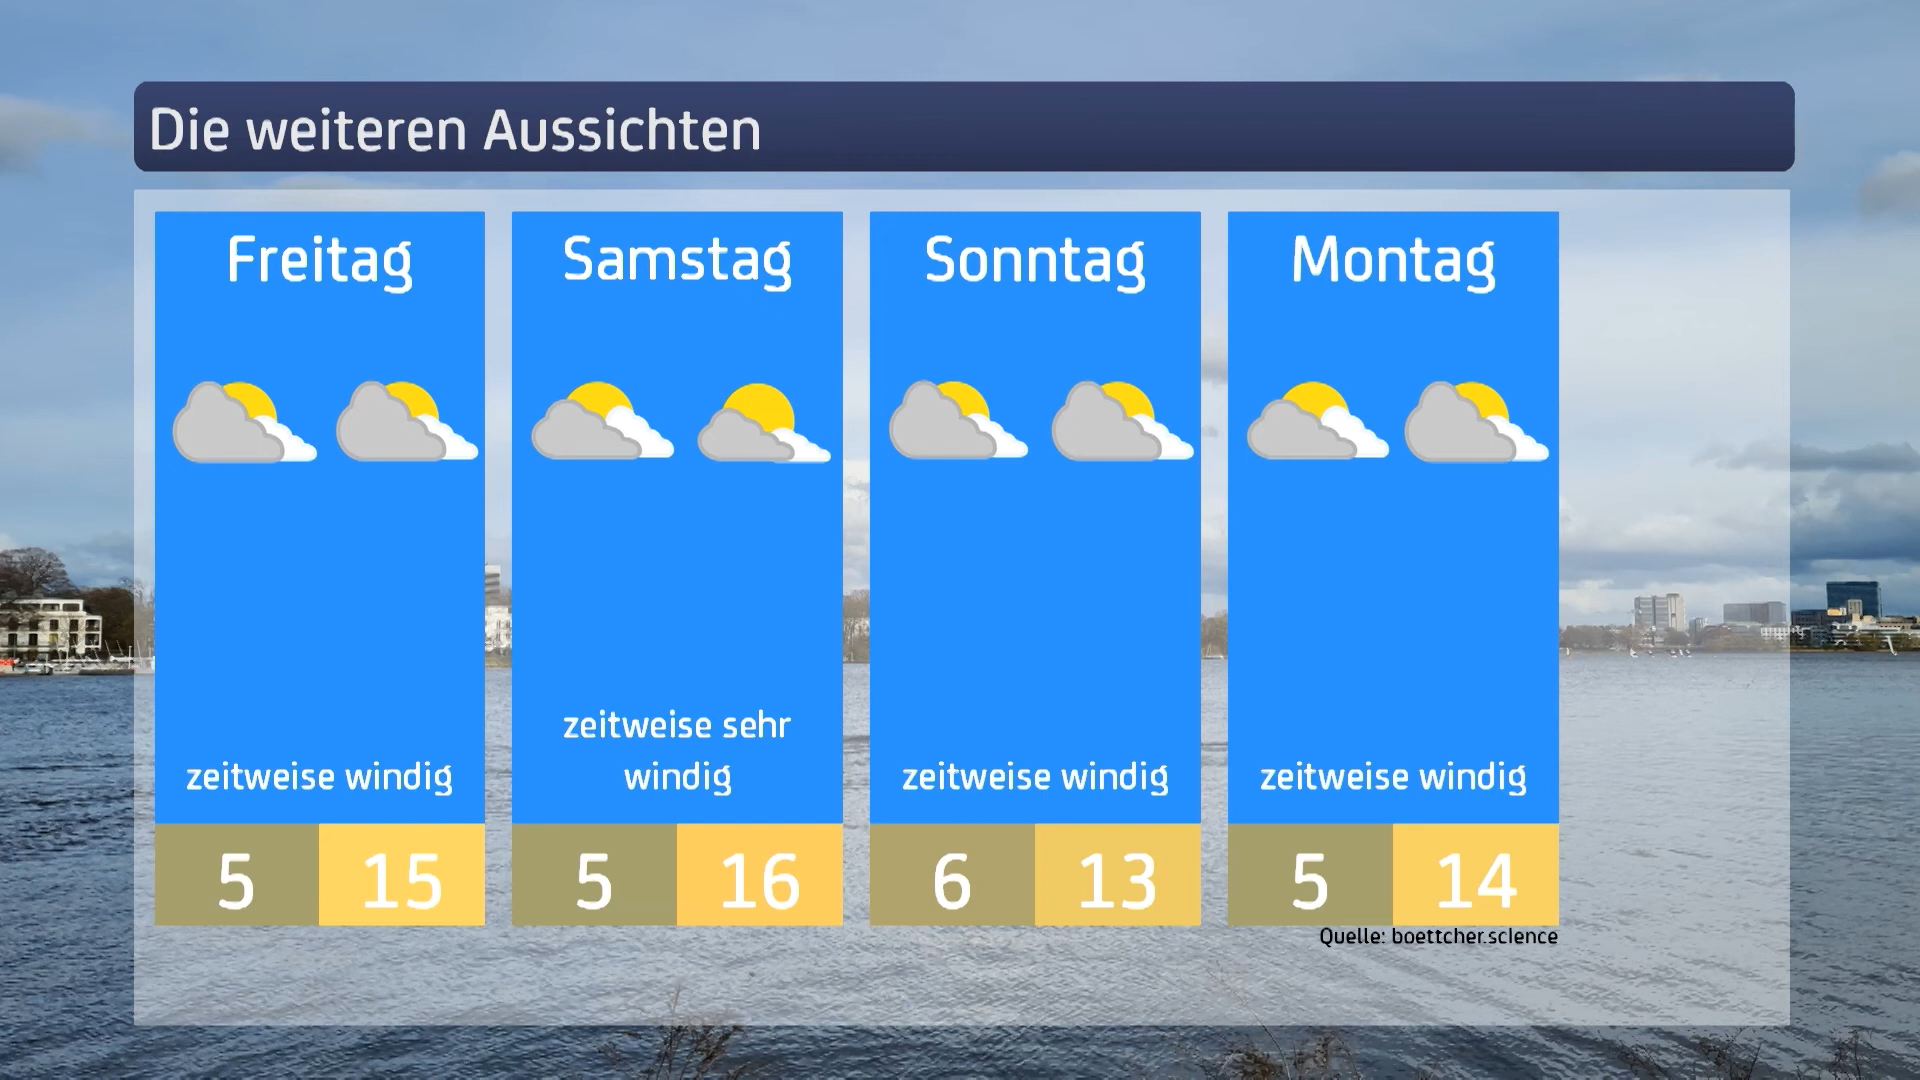 Die weiteren Aussichten
Freitag
zeitweise windig
5 15
Samstag
zeitweise sehr
windig
5 16
Sonntag
zeitweise windig
6 13
Montag
zeitweise windig
5 14
Quelle: boettcher.science